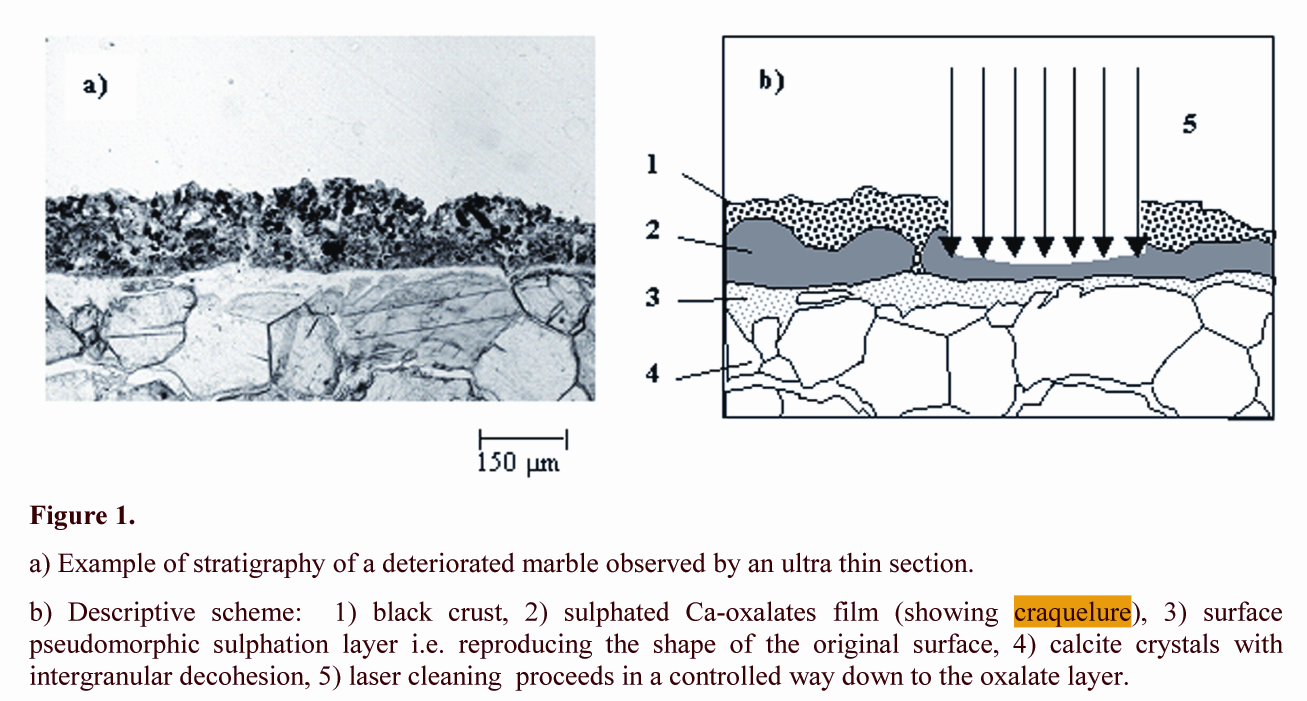 a)
b)
5
1
2
3
4
150 μm
Figure 1.
a) Example of stratigraphy of a deteriorated marble observed by an ultra thin section.
b) Descriptive scheme: 1) black crust, 2) sulphated Ca-oxalates film (showing craquelure), 3) surface
pseudomorphic sulphation layer i.e. reproducing the shape of the original surface, 4) calcite crystals with
intergranular decohesion, 5) laser cleaning proceeds in a controlled way down to the oxalate layer.